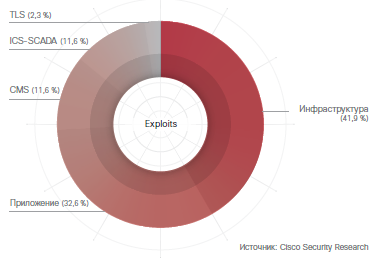 TLS (2,3 %)
ICS-SCADA (11,6 %)
CMS (11,6 %)
Exploits
Инфраструктура
(41,9 %)
Приложение (32,6 %)
Источник: Cisco Security Research